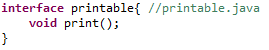 interface printable{ //printable.java
    void print();
}